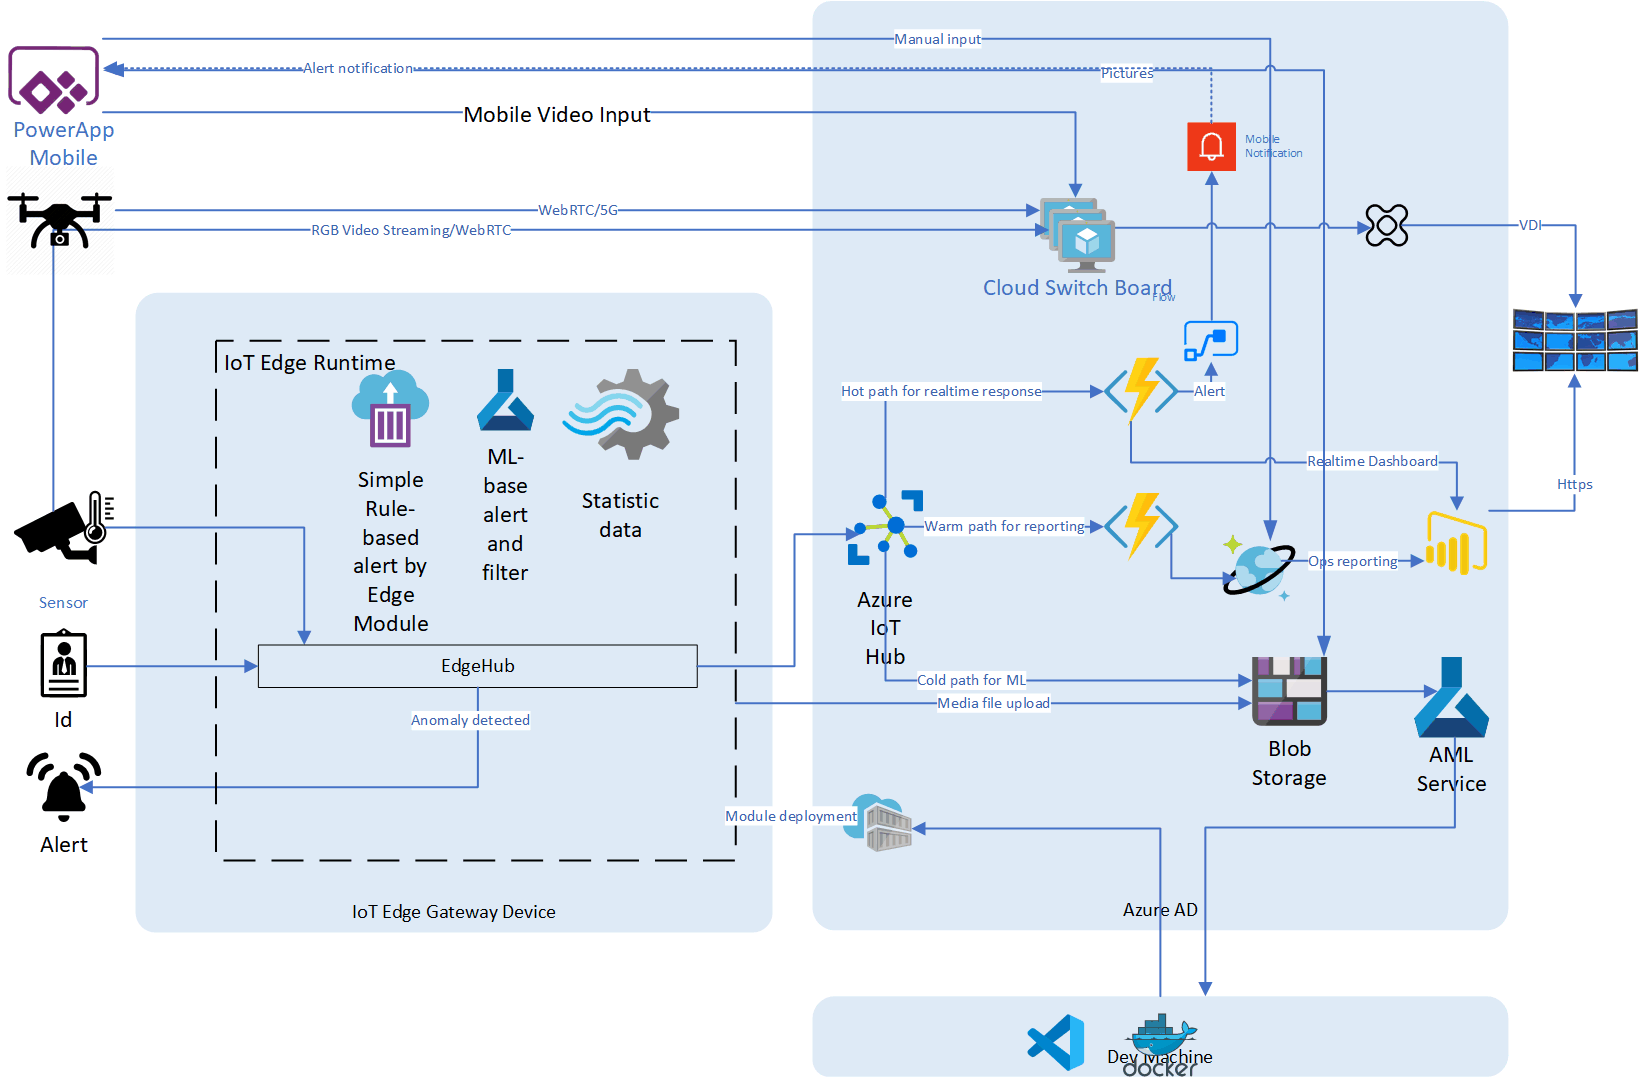 Manual input
Alert notification
Pictures
Mobile Video Input
PowerApp
Mobile
Mobile
Notification
WebRTC/5G
RGB Video Streaming/WebRTC
VDI
Cloud Switch Board
Flow
IoT Edge Runtime
Hot path for realtime response
Alert
Simple
Rule-
based
alert by
Edge
Module
ML-
base
alert
and
filter
Statistic
data
Realtime Dashboard
Https
Warm path for reporting
Ops reporting
Azure
IoT
Hub
Sensor
EdgeHub
Id
Anomaly detected
Cold path for ML
Media file upload
Blob
Storage
AML
Service
Module deployment
Alert
IoT Edge Gateway Device
Azure AD
Dev Machine
docker